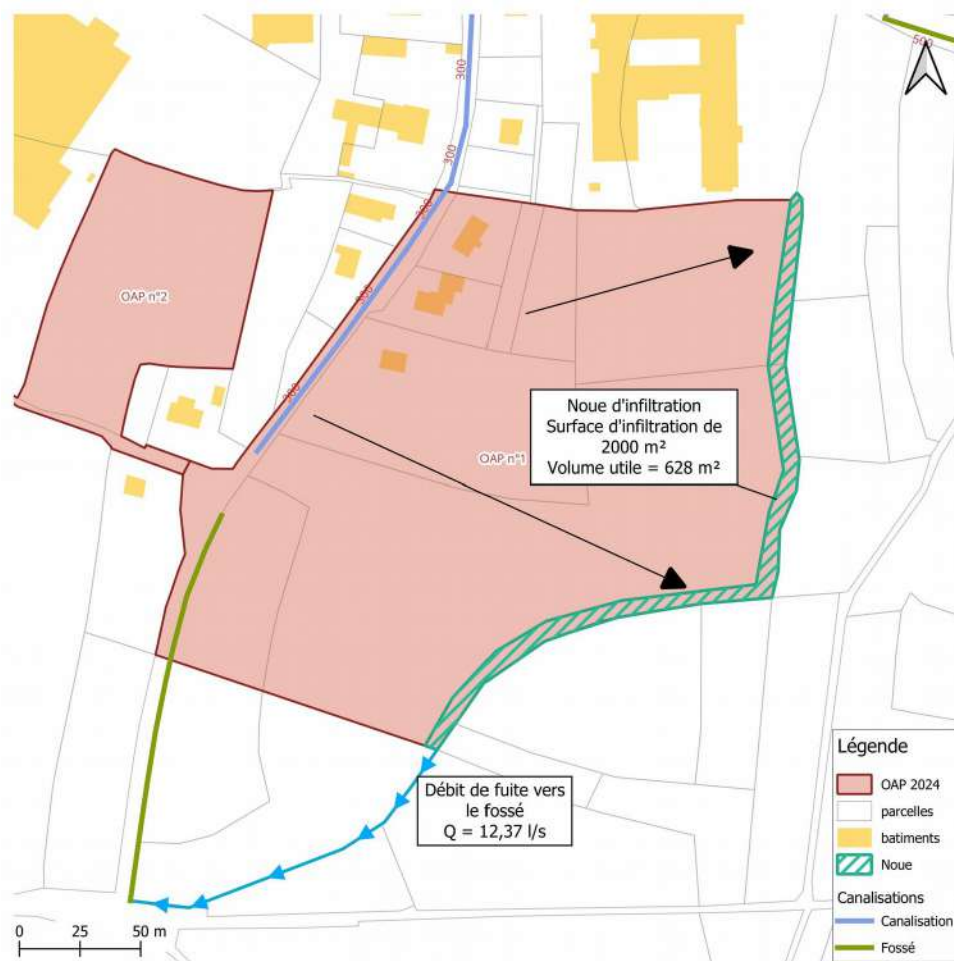 500
300
300
300
300
300
OAP n°2
OAP n°1
Noue d'infiltration
Surface d'infiltration de
2000 m²
Volume utile = 628 m²
Débit de fuite vers
le fossé
Q = 12,37 l/s
Légende
OAP 2024
parcelles
batiments
Noue
Canalisations
Canalisation
Fossé
0 25 50 m